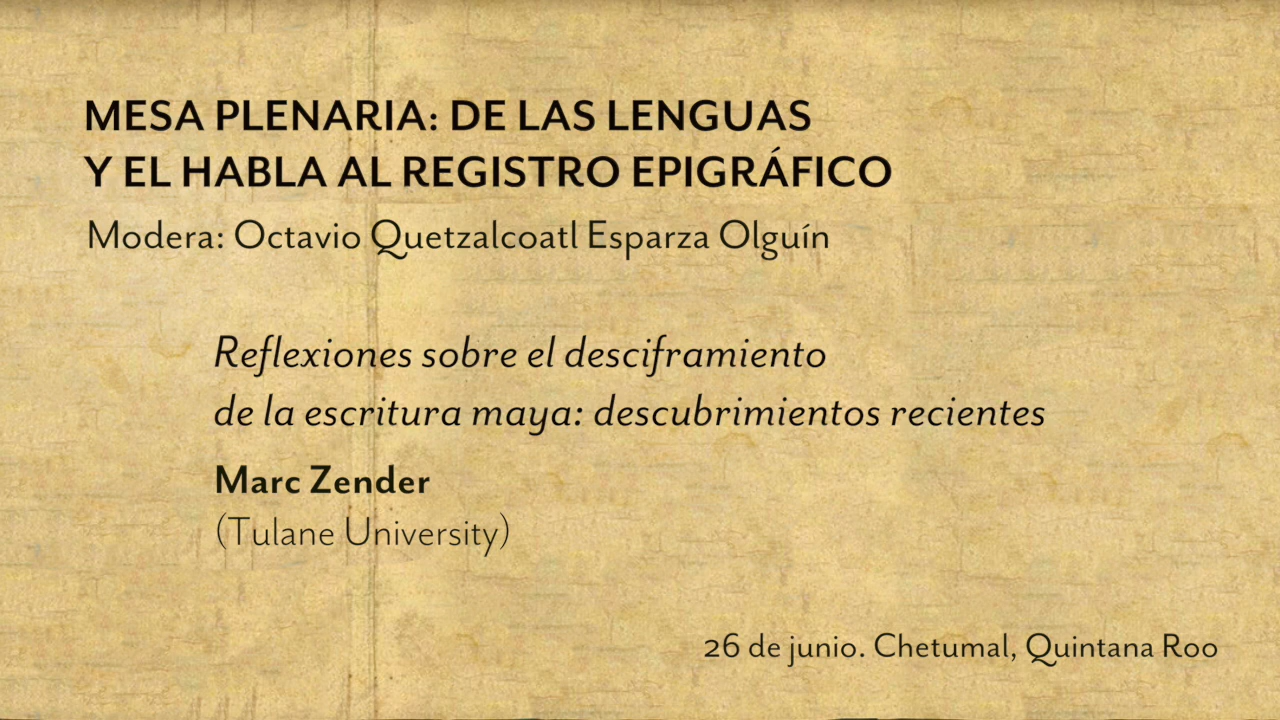 MESA PLENARIA: DE LAS LENGUAS
Y EL HABLA AL REGISTRO EPIGRÁFICO
Modera: Octavio Quetzalcoatl Esparza Olguín
Reflexiones sobre el desciframiento
de la escritura maya: descubrimientos recientes
Marc Zender
(Tulane University)
26 de junio. Chetumal, Quintana Roo